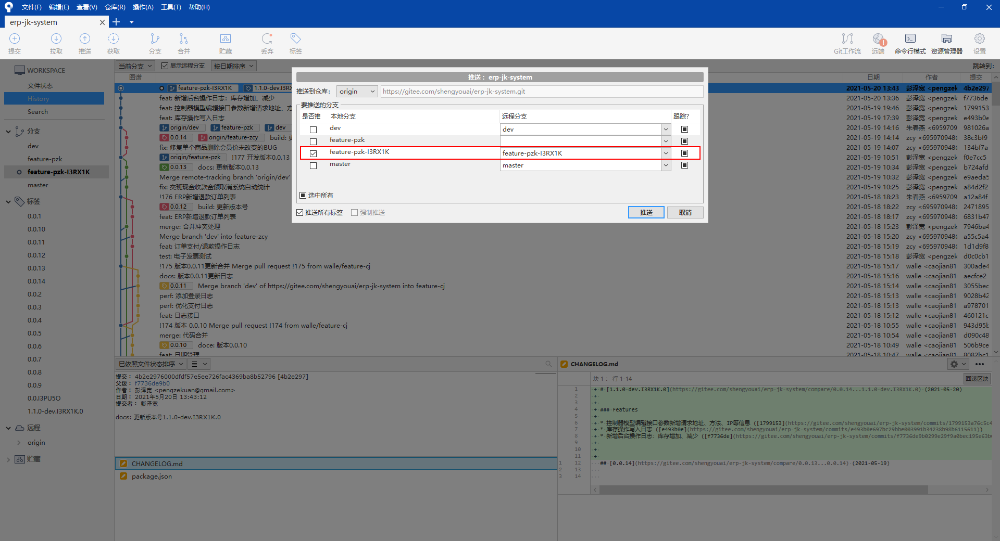 文件(F) 编辑(E) 查看(V) 仓库(R) 操作(A) 工具(T) 帮助(H)
erp-jk-system
提交 拉取 推送 获取 分支 合并 贮藏 丢弃 标签 Git工作流 远端 命令行模式 资源管理器 设置
WORKSPACE
文件状态
History
Search
分支
dev
feature-pzk
feature-pzk-I3RX1K
master
标签
0.0.1
0.0.10
0.0.11
0.0.12
0.0.13
0.0.14
0.0.2
0.0.3
0.0.4
0.0.5
0.0.6
0.0.7
0.0.8
0.0.9
0.0.I3PU5O
1.1.0-dev.I3RX1K.0
远程
origin
贮藏
当前分支 显示远程分支 按日期排序 跳转到:
图谱 日期 作者 提交
feature-pzk-I3RX1K 1.1.0-dev.I3RX 2021-05-20 13:43 彭泽宽 <pengzek 4b2e297
feat: 新增后台操作日志：库存增加、减少 2021-05-20 13:36 彭泽宽 <pengzek f7736de
feat: 控制器模型编辑接口参数新增请求地址、方 2021-05-19 19:46 彭泽宽 <pengzek 1799153
feat: 库存操作写入日志 2021-05-19 17:39 彭泽宽 <pengzek e493b0e
origin/dev feature-pzk dev 2021-05-19 14:16 朱春燕 <6959709 981026a
0.0.14 origin/feature-zcy build: 2021-05-19 14:14 zcy <695970948 38c3bf9
fix: 修复单个商品删除会员价未改变的BUG 2021-05-19 14:07 zcy <695970948 134bf7a
origin/feature-pzk !177 开发版本0.0.13 2021-05-19 10:51 彭泽宽 <pengzek f0e7cc5
0.0.13 docs: 更新版本0.0.13 2021-05-19 10:34 彭泽宽 <pengzek b724afd
Merge remote-tracking branch 'origin/dev' 2021-05-19 10:32 彭泽宽 <pengzek e9aeda5
fix: 交班现金收款金额取消系统自动统计 2021-05-19 10:25 彭泽宽 <pengzek a84d2f2
!176 ERP新增退款订单列表 2021-05-18 18:23 朱春燕 <6959709 a12a84f
0.0.12 build: 更新版本号 2021-05-18 18:22 zcy <695970948 2471895
feat: ERP新增退款订单列表 2021-05-18 18:17 zcy <695970948 6831b47
merge: 合并冲突处理 2021-05-18 15:23 彭泽宽 <pengzek 7946ba4
Merge branch 'dev' into feature-zcy 2021-05-18 15:20 zcy <695970948 a55c5a4
feat: 订单支付/退款操作日志 2021-05-18 15:19 zcy <695970948 1d1d9f8
test: 电子发票测试 2021-05-18 15:18 彭泽宽 <pengzek d0c0cb1
!175 版本0.0.11更新合并 Merge pull request !175 from walle/feature-cj 2021-05-18 15:17 walle <caojian81 300ade4
docs: 版本0.0.11更新日志 2021-05-18 15:16 walle <caojian81 aecfce2
0.0.11 Merge branch 'dev' of https://gitee.com/shengyouai/erp-jk-system into feature-cj 2021-05-18 15:14 walle <caojian81 3055bec
perf: 添加登录日志 2021-05-18 15:13 walle <caojian81 9028b42
perf: 优化支付日志 2021-05-18 15:13 walle <caojian81 a978701
feat: 日志接口 2021-05-18 15:12 walle <caojian81 460121c
!174 版本 0.0.10 Merge pull request !174 from walle/feature-cj 2021-05-18 10:55 walle <caojian81 943d95b
merge: 代码合并 2021-05-18 10:54 walle <caojian81 d090c48
0.0.10 doce: 版本0.0.10 2021-05-18 10:49 walle <caojian81 506b9ce
feat: 日期管理 2021-05-18 10:47 walle <caojian81 8082bc1
推送：erp-jk-system
推送到仓库： origin https://gitee.com/shengyouai/erp-jk-system.git
要推送的分支
是否推 本地分支 远程分支 跟踪?
dev dev
feature-pzk
feature-pzk-I3RX1K feature-pzk-I3RX1K
master master
选中所有
推送所有标签 强制推送 推送 取消
已依照文件状态排序
提交： 4b2e2976000dfdf57e5ee726fac4369ba8b52796 [4b2e297]
父级： f7736de9b0
作者： 彭泽宽 <pengzekuan@gmail.com>
日期： 2021年5月20日 13:43:12
提交者： 彭泽宽
docs: 更新版本号1.1.0-dev.I3RX1K.0
CHANGELOG.md
package.json
CHANGELOG.md
块 1： 行 1-14 回滚区块
1 + # [1.1.0-dev.I3RX1K.0](https://gitee.com/shengyouai/erp-jk-system/compare/0.0.14...1.1.0-dev.I3RX1K.0) (2021-05-20)
2 +
3 +
4 + ### Features
5 +
6 + * 控制器模型编辑接口参数新增请求地址、方法、IP等信息 ([1799153](https://gitee.com/shengyouai/erp-jk-system/commits/1799153a76c5c4
7 + * 库存操作写入日志 ([e493b0e](https://gitee.com/shengyouai/erp-jk-system/commits/e493b0e697bc29bbe003991b34238b98b6115611))
8 + * 新增后台操作日志：库存增加、减少 ([f7736de](https://gitee.com/shengyouai/erp-jk-system/commits/f7736de9b0299e29f9a0bec195e63b
9 +
10 +
11 +
1 12 ## [0.0.14](https://gitee.com/shengyouai/erp-jk-system/compare/0.0.13...0.0.14) (2021-05-19)
2 13
3 14